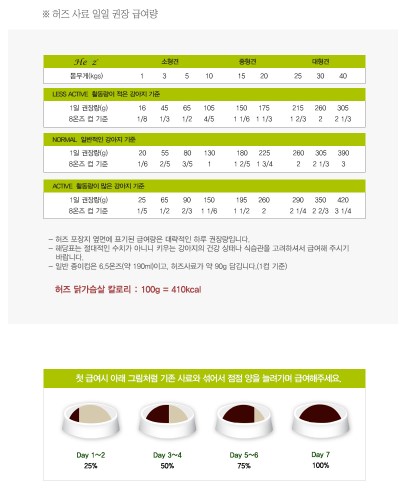 ※ 허즈 사료 일일 권장 급여량
He z 소형견 중형견 대형견
몸무게(kgs) 1 3 5 10 15 20 25 30 40
LESS ACTIVE 활동량이 적은 강아지 기준
1일 권장량(g) 16 45 65 105 150 175 215 260 305
8온즈 컵 기준 1/8 1/3 1/2 4/5 1 1/6 1 1/3 1 2/3 2 2 1/3
NORMAL 일반적인 강아지 기준
1일 권장량(g) 20 55 80 130 180 225 260 305 390
8온즈 컵 기준 1/6 2/5 3/5 1 1 2/5 1 3/4 2 2 1/3 3
ACTIVE 활동량이 많은 강아지 기준
1일 권장량(g) 25 65 90 150 195 260 290 350 420
8온즈 컵 기준 1/5 1/2 2/3 1 1/6 1 1/2 2 2 1/4 2 2/3 3 1/4
– 허즈 포장지 옆면에 표기된 급여량은 대략적인 하루 권장량입니다.
– 해당표는 절대적인 수치가 아니니 키우는 강아지의 건강 상태나 식습관을 고려하셔서 급여해 주시기
바랍니다.
– 일반 종이컵은 6.5온즈(약 190ml)이고, 허즈사료가 약 90g 담깁니다.(1컵 기준)
허즈 닭가슴살 칼로리 : 100g = 410kcal
첫 급여시 아래 그림처럼 기존 사료와 섞어서 점점 양을 늘려가며 급여해주세요.
Day 1~2 Day 3~4 Day 5~6 Day 7
25% 50% 75% 100%